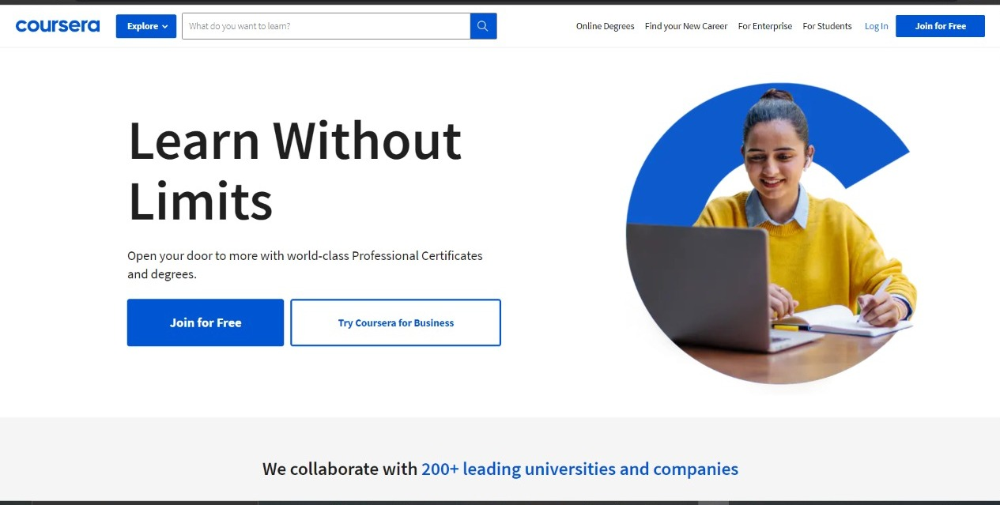 coursera
Explore
What do you want to learn?
Online Degrees
Find your New Career
For Enterprise
For Students
Log In
Join for Free
Learn Without
Limits
Open your door to more with world-class Professional Certificates
and degrees.
Join for Free
Try Coursera for Business
We collaborate with 200+ leading universities and companies